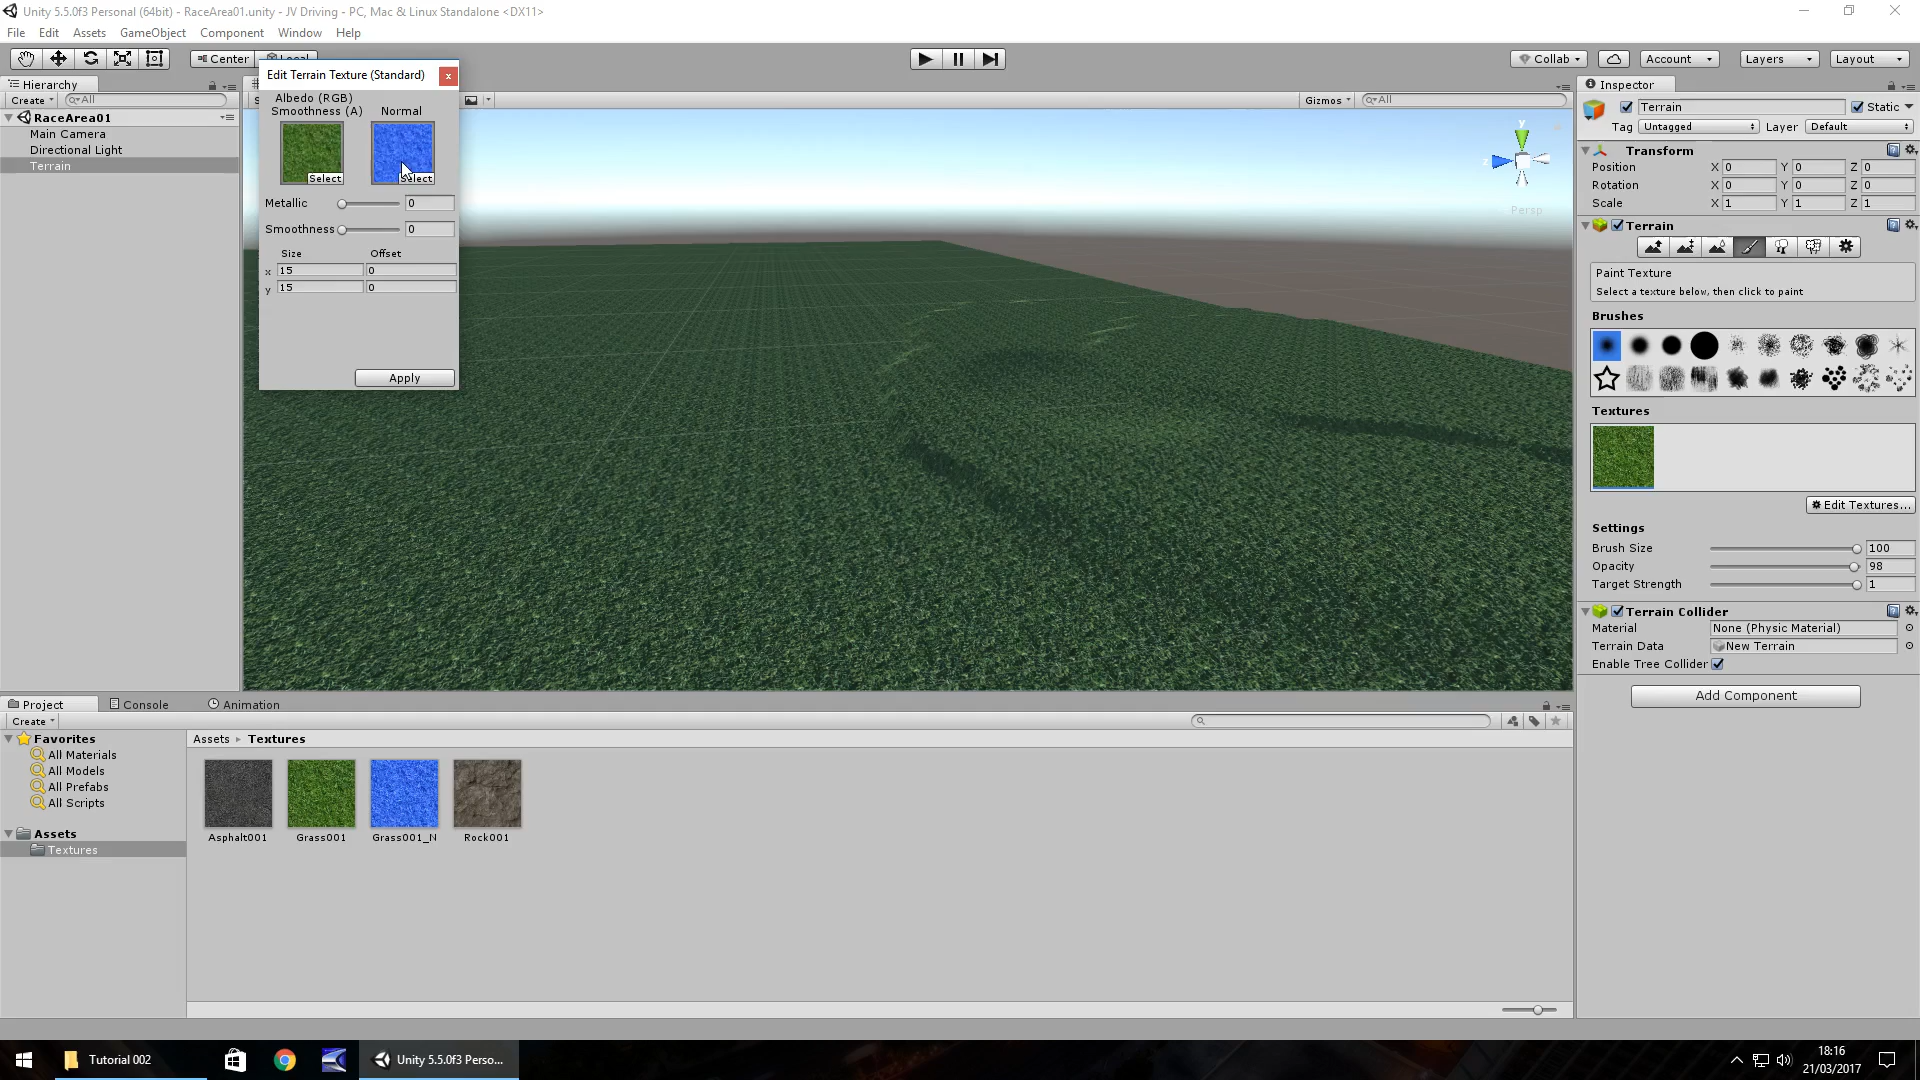 Unity 5.5.0f3 Personal (64bit) - RaceArea01.unity - JV Driving - PC, Mac & Linux Standalone <DX11>
File Edit Assets GameObject Component Window Help
Center Local
Collab Account Layers Layout
Hierarchy
Create All
RaceArea01
Main Camera
Directional Light
Terrain
Edit Terrain Texture (Standard) x
Albedo (RGB)
Smoothness (A) Normal
Select Select
Metallic 0
Smoothness 0
Size Offset
x 15 0
y 15 0
Apply
Gizmos All
y
z
Persp
Inspector
Terrain Static
Tag Untagged Layer Default
Transform
Position X 0 Y 0 Z 0
Rotation X 0 Y 0 Z 0
Scale X 1 Y 1 Z 1
Terrain
Paint Texture
Select a texture below, then click to paint
Brushes
Textures
Edit Textures...
Settings
Brush Size 100
Opacity 98
Target Strength 1
Terrain Collider
Material None (Physic Material)
Terrain Data New Terrain
Enable Tree Collider
Add Component
Project Console Animation
Create
Favorites
All Materials
All Models
All Prefabs
All Scripts
Assets
Textures
Assets Textures
Asphalt001 Grass001 Grass001_N Rock001
Tutorial 002
Unity 5.5.0f3 Perso...
18:16
21/03/2017